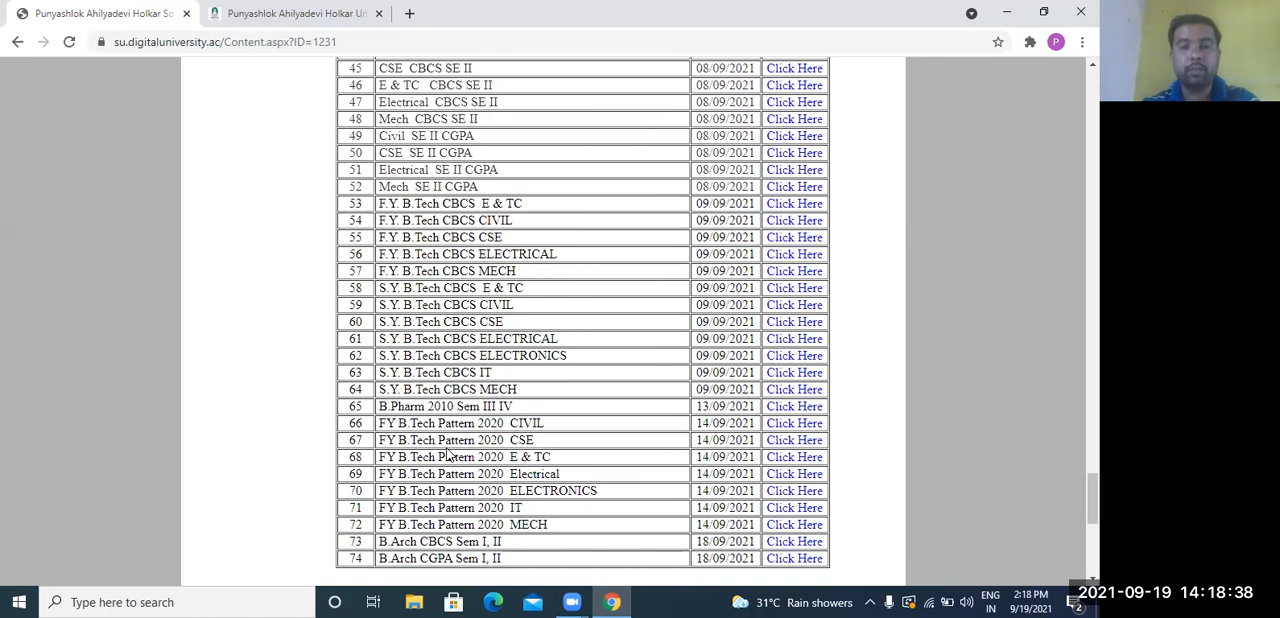 Punyashlok Ahilyadevi Holkar So
Punyashlok Ahilyadevi Holkar Un
su.digitaluniversity.ac/Content.aspx?ID=1231
P
45 CSE CBCS SE II 08/09/2021 Click Here
46 E & TC CBCS SE II 08/09/2021 Click Here
47 Electrical CBCS SE II 08/09/2021 Click Here
48 Mech CBCS SE II 08/09/2021 Click Here
49 Civil SE II CGPA 08/09/2021 Click Here
50 CSE SE II CGPA 08/09/2021 Click Here
51 Electrical SE II CGPA 08/09/2021 Click Here
52 Mech SE II CGPA 08/09/2021 Click Here
53 F.Y. B.Tech CBCS E & TC 09/09/2021 Click Here
54 F.Y. B.Tech CBCS CIVIL 09/09/2021 Click Here
55 F.Y. B.Tech CBCS CSE 09/09/2021 Click Here
56 F.Y. B.Tech CBCS ELECTRICAL 09/09/2021 Click Here
57 F.Y. B.Tech CBCS MECH 09/09/2021 Click Here
58 S.Y. B.Tech CBCS E & TC 09/09/2021 Click Here
59 S.Y. B.Tech CBCS CIVIL 09/09/2021 Click Here
60 S.Y. B.Tech CBCS CSE 09/09/2021 Click Here
61 S.Y. B.Tech CBCS ELECTRICAL 09/09/2021 Click Here
62 S.Y. B.Tech CBCS ELECTRONICS 09/09/2021 Click Here
63 S.Y. B.Tech CBCS IT 09/09/2021 Click Here
64 S.Y. B.Tech CBCS MECH 09/09/2021 Click Here
65 B.Pharm 2010 Sem III IV 13/09/2021 Click Here
66 FY B.Tech Pattern 2020 CIVIL 14/09/2021 Click Here
67 FY B.Tech Pattern 2020 CSE 14/09/2021 Click Here
68 FY B.Tech Pattern 2020 E & TC 14/09/2021 Click Here
69 FY B.Tech Pattern 2020 Electrical 14/09/2021 Click Here
70 FY B.Tech Pattern 2020 ELECTRONICS 14/09/2021 Click Here
71 FY B.Tech Pattern 2020 IT 14/09/2021 Click Here
72 FY B.Tech Pattern 2020 MECH 14/09/2021 Click Here
73 B.Arch CBCS Sem I, II 18/09/2021 Click Here
74 B.Arch CGPA Sem I, II 18/09/2021 Click Here
Type here to search
31°C Rain showers
ENG
IN
2:18 PM
9/19/2021
2
2021-09-19 14:18:38